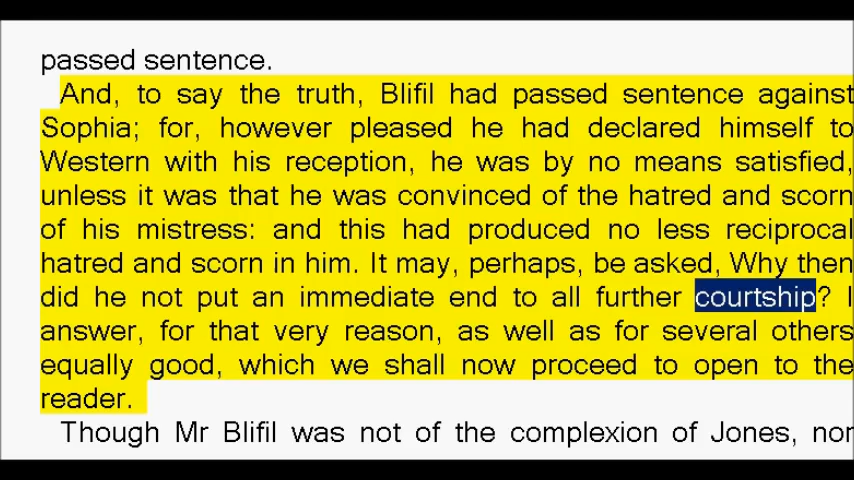 passed sentence.
And, to say the truth, Blifil had passed sentence against
Sophia; for, however pleased he had declared himself to
Western with his reception, he was by no means satisfied,
unless it was that he was convinced of the hatred and scorn
of his mistress: and this had produced no less reciprocal
hatred and scorn in him. It may, perhaps, be asked, Why then
did he not put an immediate end to all further courtship? I
answer, for that very reason, as well as for several others
equally good, which we shall now proceed to open to the
reader.
Though Mr Blifil was not of the complexion of Jones, nor